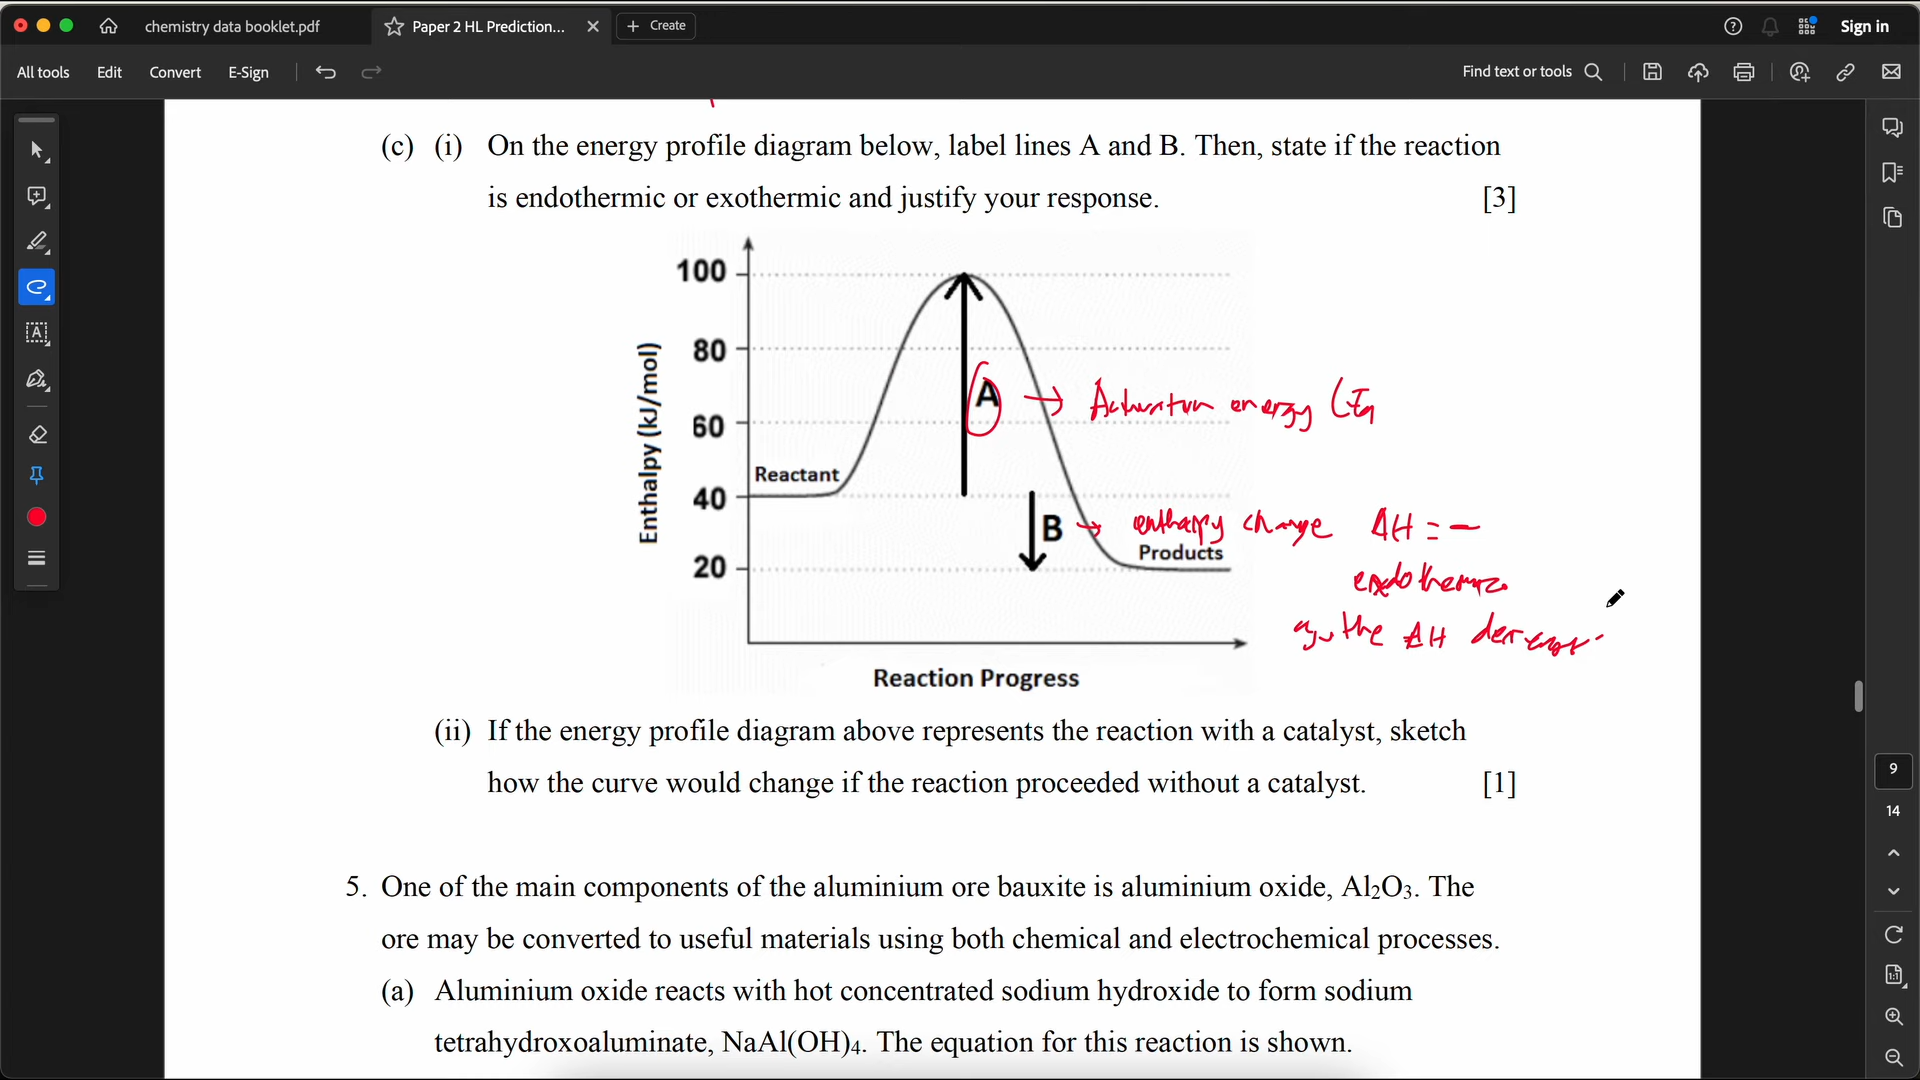 chemistry data booklet.pdf
Paper 2 HL Prediction...
Create
Sign in
All tools
Edit
Convert
E-Sign
Find text or tools
(c) (i) On the energy profile diagram below, label lines A and B. Then, state if the reaction
is endothermic or exothermic and justify your response. [3]
100
80
60
40
20
Enthalpy (kJ/mol)
Reactant
A → Activation energy (Ea
B → enthalpy change ΔH = −
Products
the ΔH
Reaction Progress
(ii) If the energy profile diagram above represents the reaction with a catalyst, sketch
how the curve would change if the reaction proceeded without a catalyst. [1]
9
14
5. One of the main components of the aluminium ore bauxite is aluminium oxide, Al₂O₃. The
ore may be converted to useful materials using both chemical and electrochemical processes.
(a) Aluminium oxide reacts with hot concentrated sodium hydroxide to form sodium
tetrahydroxoaluminate, NaAl(OH)₄. The equation for this reaction is shown.